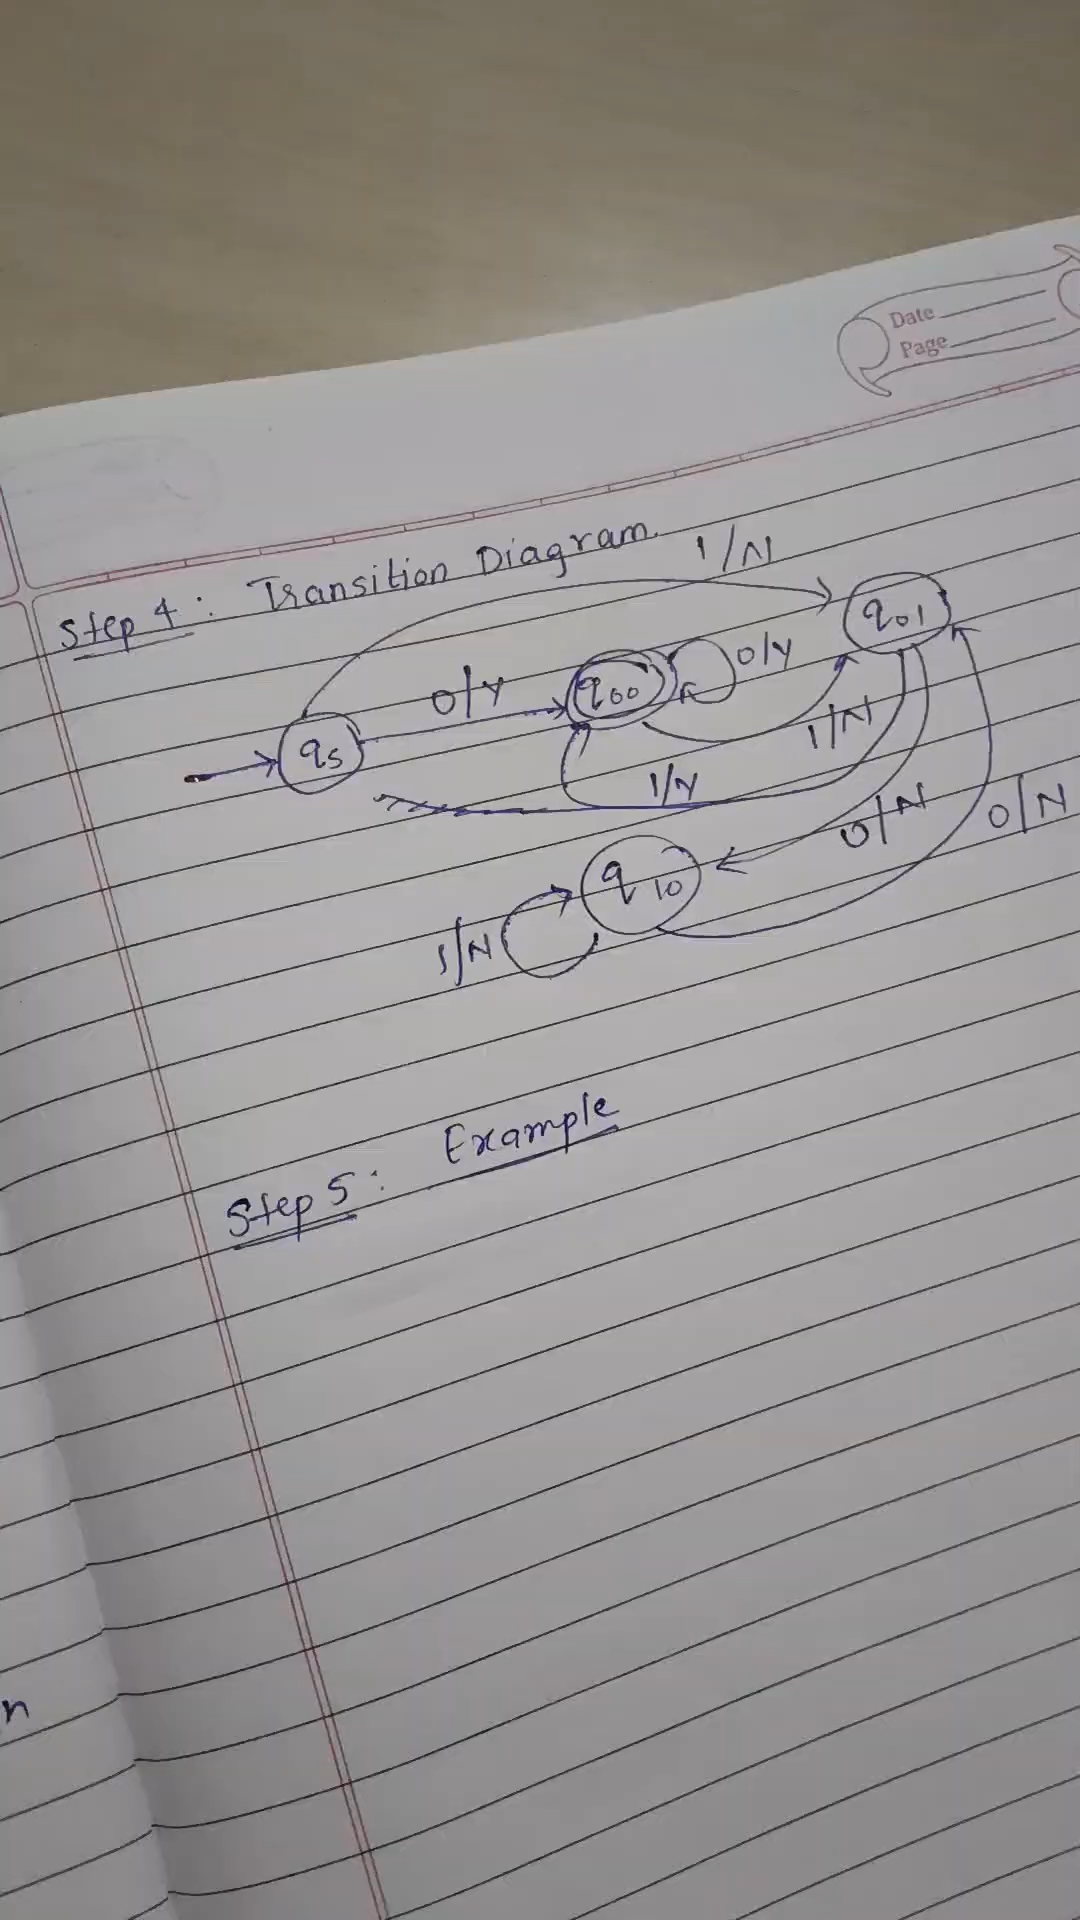 Date
Page
Step 4 : Transition Diagram.
1/N
q01
0/Y
q00
0/Y
qs
1/N
1/Y
0/N
0/N
q10
1/N
Step 5 : Example
n